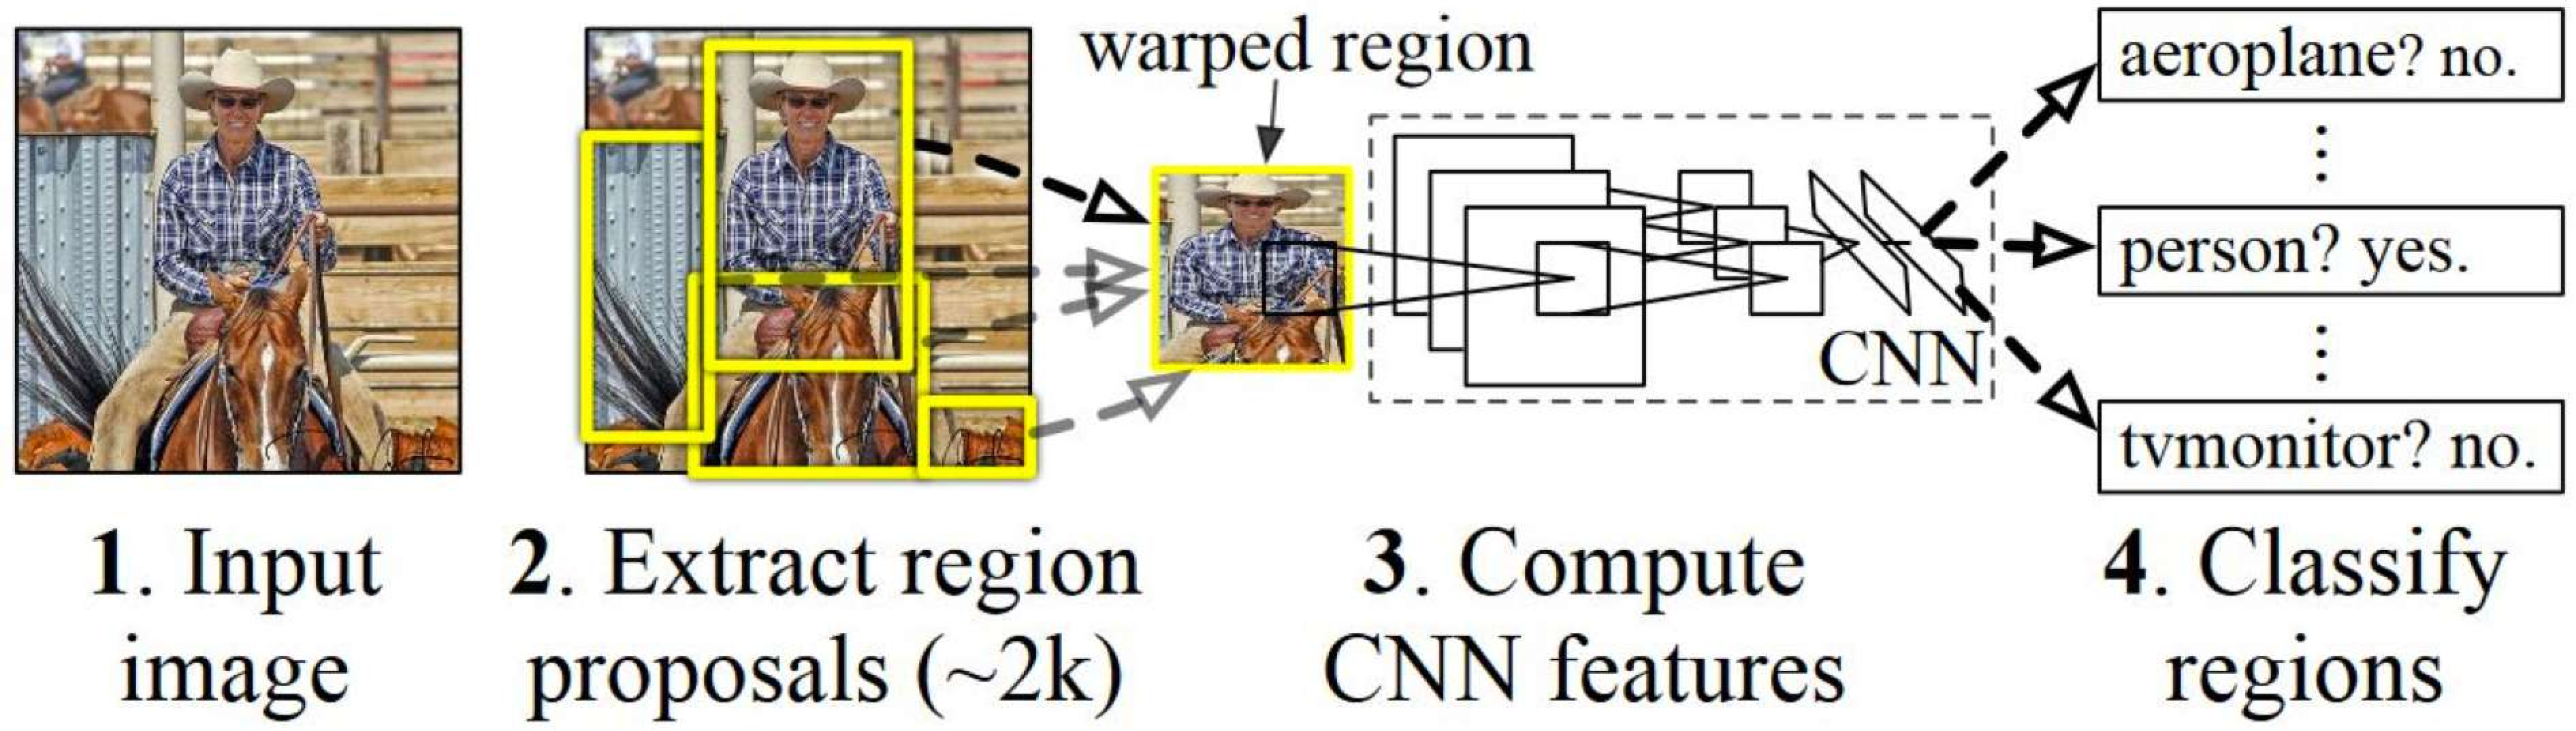 warped region
aeroplane? no.
person? yes.
CNN
tvmonitor? no.
1. Input
image
2. Extract region
proposals (~2k)
3. Compute
CNN features
4. Classify
regions